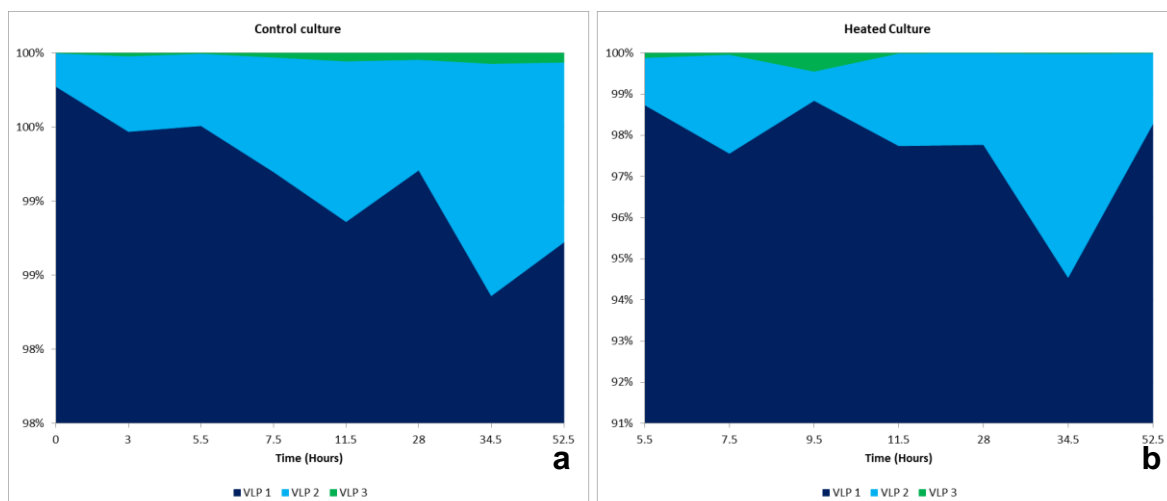 Control culture
100%
100%
99%
99%
98%
98%
0 3 5.5 7.5 11.5 28 34.5 52.5
Time (Hours)
a
VLP 1 VLP 2 VLP 3
Heated Culture
100%
99%
98%
97%
96%
95%
94%
93%
92%
91%
5.5 7.5 9.5 11.5 28 34.5 52.5
Time (Hours)
b
VLP 1 VLP 2 VLP 3